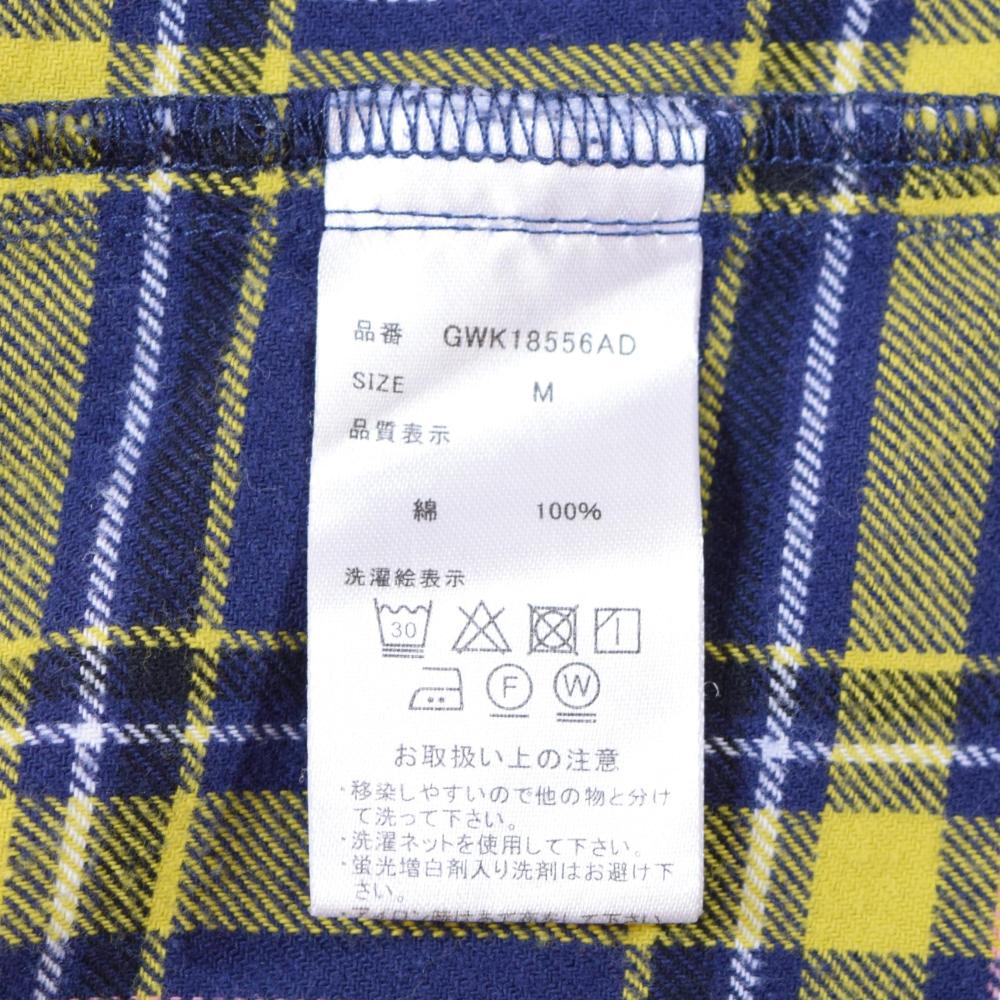 品番 GWK18556AD
SIZE M
品質表示
綿 100%
洗濯絵表示
30
F W
お取扱い上の注意
・移染しやすいので他の物と分け
て洗って下さい。
・洗濯ネットを使用して下さい。
・蛍光増白剤入り洗剤はお避け下
さい。